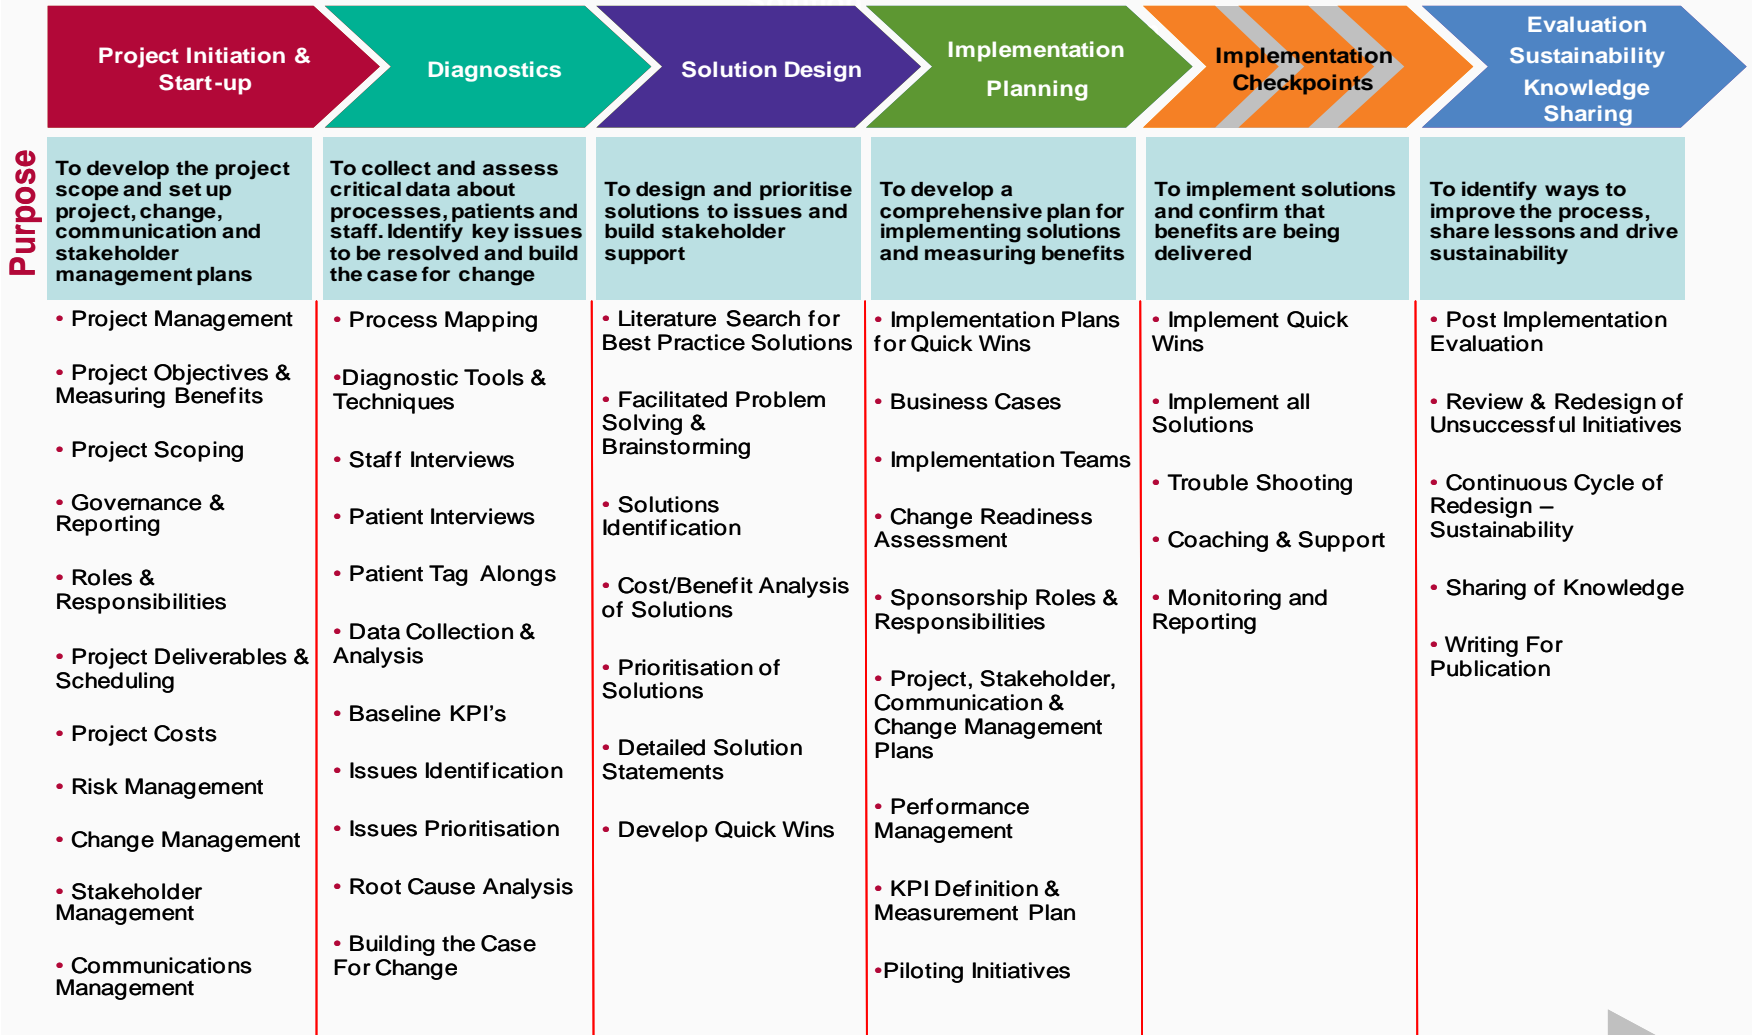 Project Initiation &
Start-up
Diagnostics
Solution Design
Implementation
Planning
Implementation
Checkpoints
Evaluation
Sustainability
Knowledge
Sharing
Purpose
To develop the project
scope and set up
project, change,
communication and
stakeholder
management plans
To collect and assess
critical data about
processes, patients and
staff. Identify key issues
to be resolved and build
the case for change
To design and prioritise
solutions to issues and
build stakeholder
support
To develop a
comprehensive plan for
implementing solutions
and measuring benefits
To implement solutions
and confirm that
benefits are being
delivered
To identify ways to
improve the process,
share lessons and drive
sustainability
• Project Management
• Project Objectives &
Measuring Benefits
• Project Scoping
• Governance &
Reporting
• Roles &
Responsibilities
• Project Deliverables &
Scheduling
• Project Costs
• Risk Management
• Change Management
• Stakeholder
Management
• Communications
Management
• Process Mapping
•Diagnostic Tools &
Techniques
• Staff Interviews
• Patient Interviews
• Patient Tag Alongs
• Data Collection &
Analysis
• Baseline KPI’s
• Issues Identification
• Issues Prioritisation
• Root Cause Analysis
• Building the Case
For Change
• Literature Search for
Best Practice Solutions
• Facilitated Problem
Solving &
Brainstorming
• Solutions
Identification
• Cost/Benefit Analysis
of Solutions
• Prioritisation of
Solutions
• Detailed Solution
Statements
• Develop Quick Wins
• Implementation Plans
for Quick Wins
• Business Cases
• Implementation Teams
• Change Readiness
Assessment
• Sponsorship Roles &
Responsibilities
• Project, Stakeholder,
Communication &
Change Management
Plans
• Performance
Management
• KPI Definition &
Measurement Plan
•Piloting Initiatives
• Implement Quick
Wins
• Implement all
Solutions
• Trouble Shooting
• Coaching & Support
• Monitoring and
Reporting
• Post Implementation
Evaluation
• Review & Redesign of
Unsuccessful Initiatives
• Continuous Cycle of
Redesign –
Sustainability
• Sharing of Knowledge
• Writing For
Publication